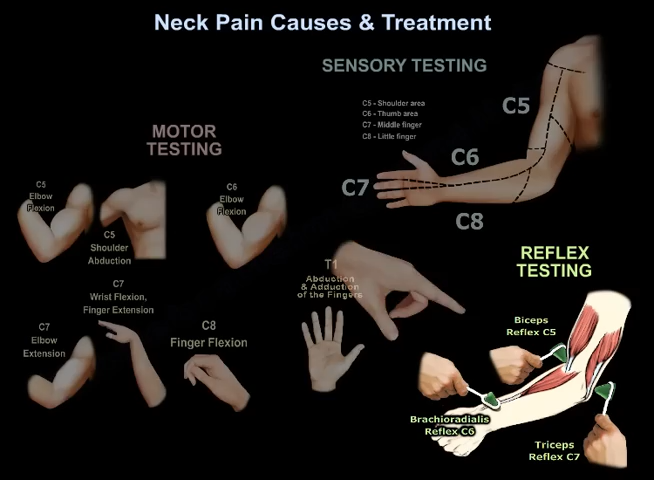 Neck Pain Causes & Treatment
SENSORY TESTING
C5 - Shoulder area
C6 - Thumb area
C7 - Middle finger
C8 - Little finger
C5
C6
C7
C8
MOTOR
TESTING
C5
Elbow
Flexion
C5
Shoulder
Abduction
C6
Elbow
Flexion
C7
Wrist Flexion,
Finger Extension
C7
Elbow
Extension
C8
Finger Flexion
T1
Abduction
& Adduction
of the Fingers
REFLEX
TESTING
Biceps
Reflex C5
Brachioradialis
Reflex C6
Triceps
Reflex C7